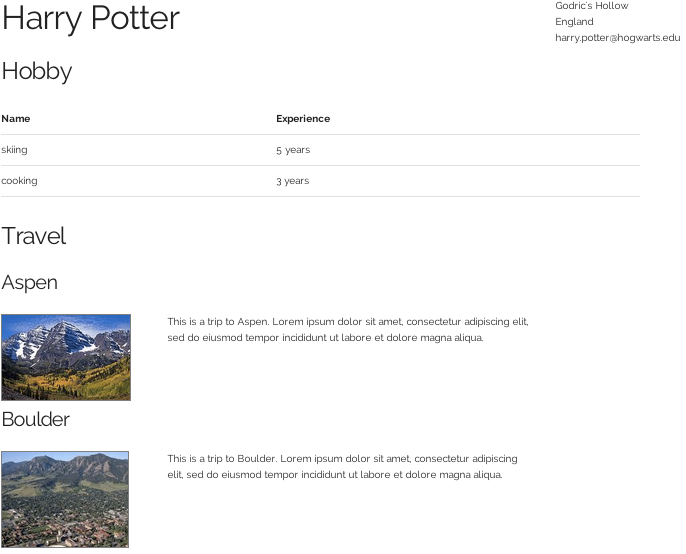 Harry Potter
Godric's Hollow
England
harry.potter@hogwarts.edu
Hobby
Name Experience
skiing 5 years
cooking 3 years
Travel
Aspen
This is a trip to Aspen. Lorem ipsum dolor sit amet, consectetur adipiscing elit,
sed do eiusmod tempor incididunt ut labore et dolore magna aliqua.
Boulder
This is a trip to Boulder. Lorem ipsum dolor sit amet, consectetur adipiscing
elit, sed do eiusmod tempor incididunt ut labore et dolore magna aliqua.